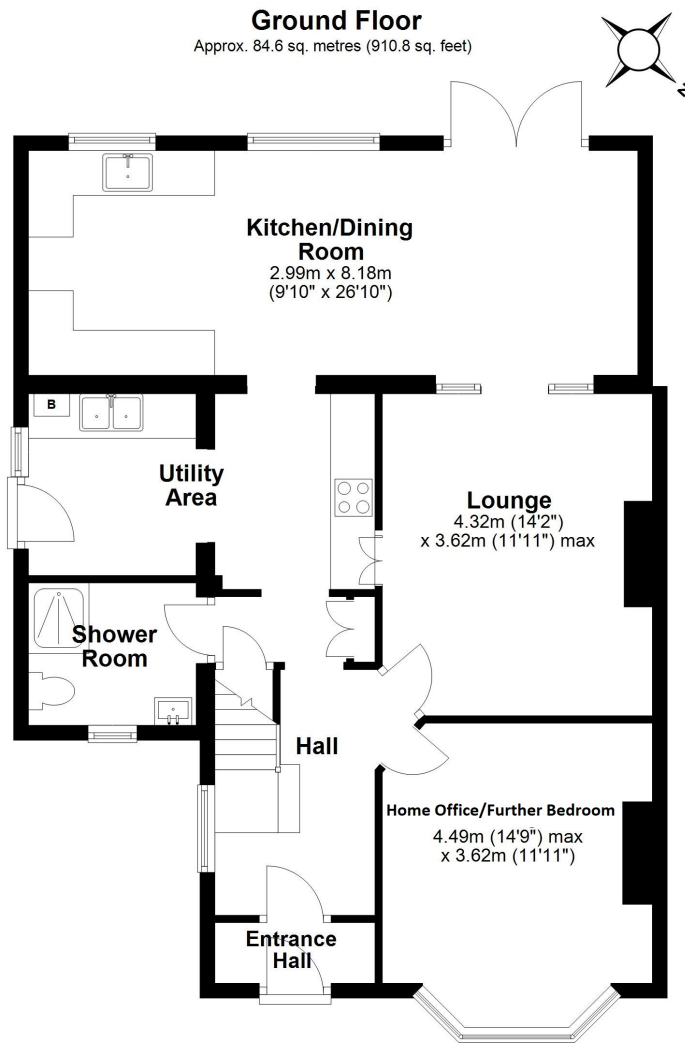 Ground Floor
Approx. 84.6 sq. metres (910.8 sq. feet)
N
Kitchen/Dining
Room
2.99m x 8.18m
(9'10" x 26'10")
B
Utility
Area
Lounge
4.32m (14'2")
x 3.62m (11'11") max
Shower
Room
Hall
Home Office/Further Bedroom
4.49m (14'9") max
x 3.62m (11'11")
Entrance
Hall